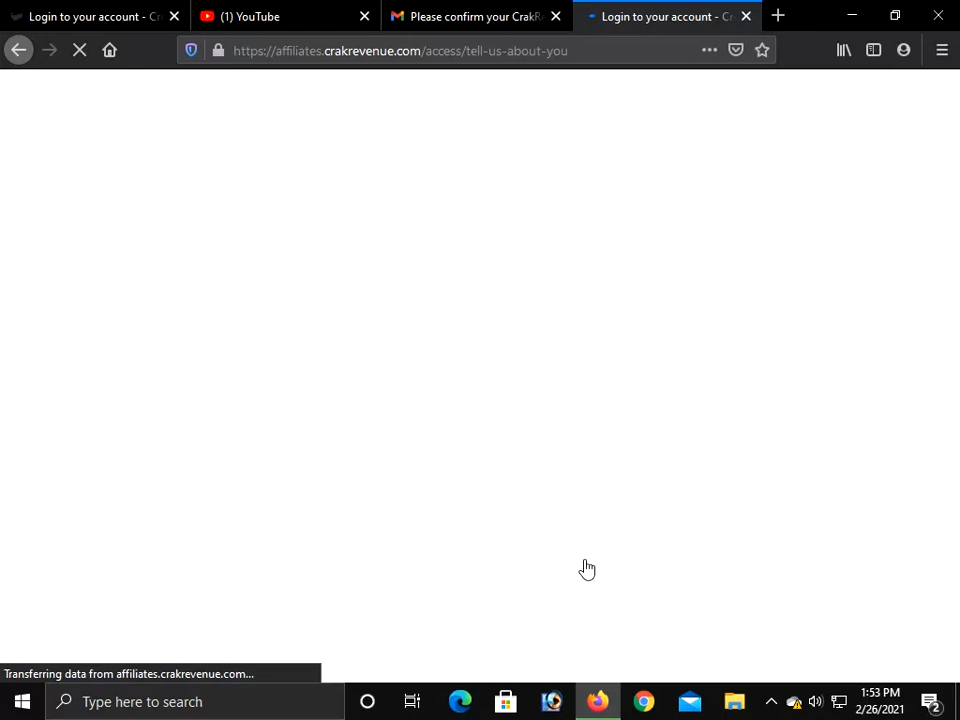 Login to your account - Cr
(1) YouTube
Please confirm your CrakRe
Login to your account - Cr
https://affiliates.crakrevenue.com/access/tell-us-about-you
Transferring data from affiliates.crakrevenue.com...
Type here to search
1:53 PM
2/26/2021
2